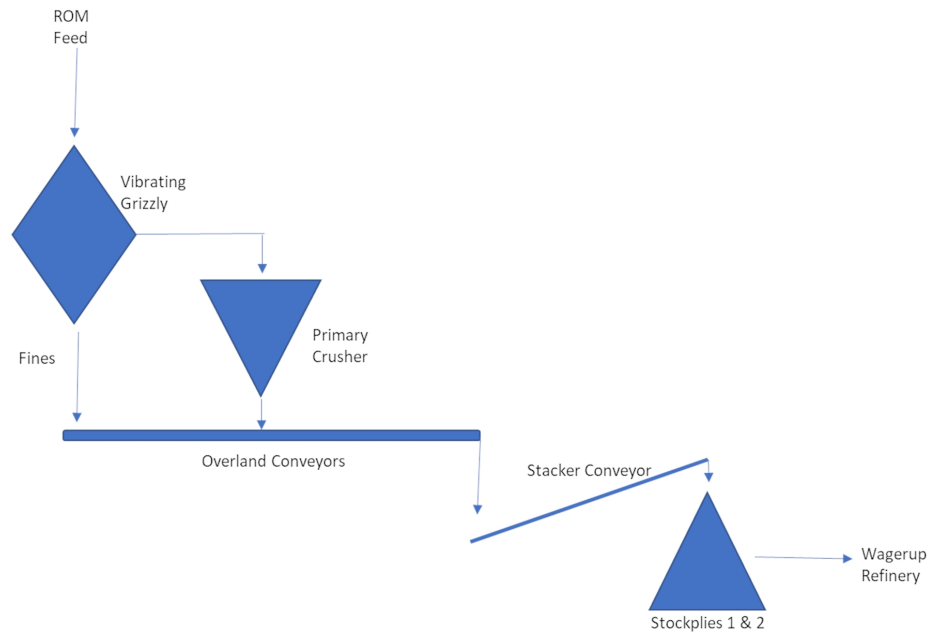 ROM
Feed
Vibrating
Grizzly
Primary
Crusher
Fines
Overland Conveyors
Stacker Conveyor
Wagerup
Refinery
Stockplies 1 & 2